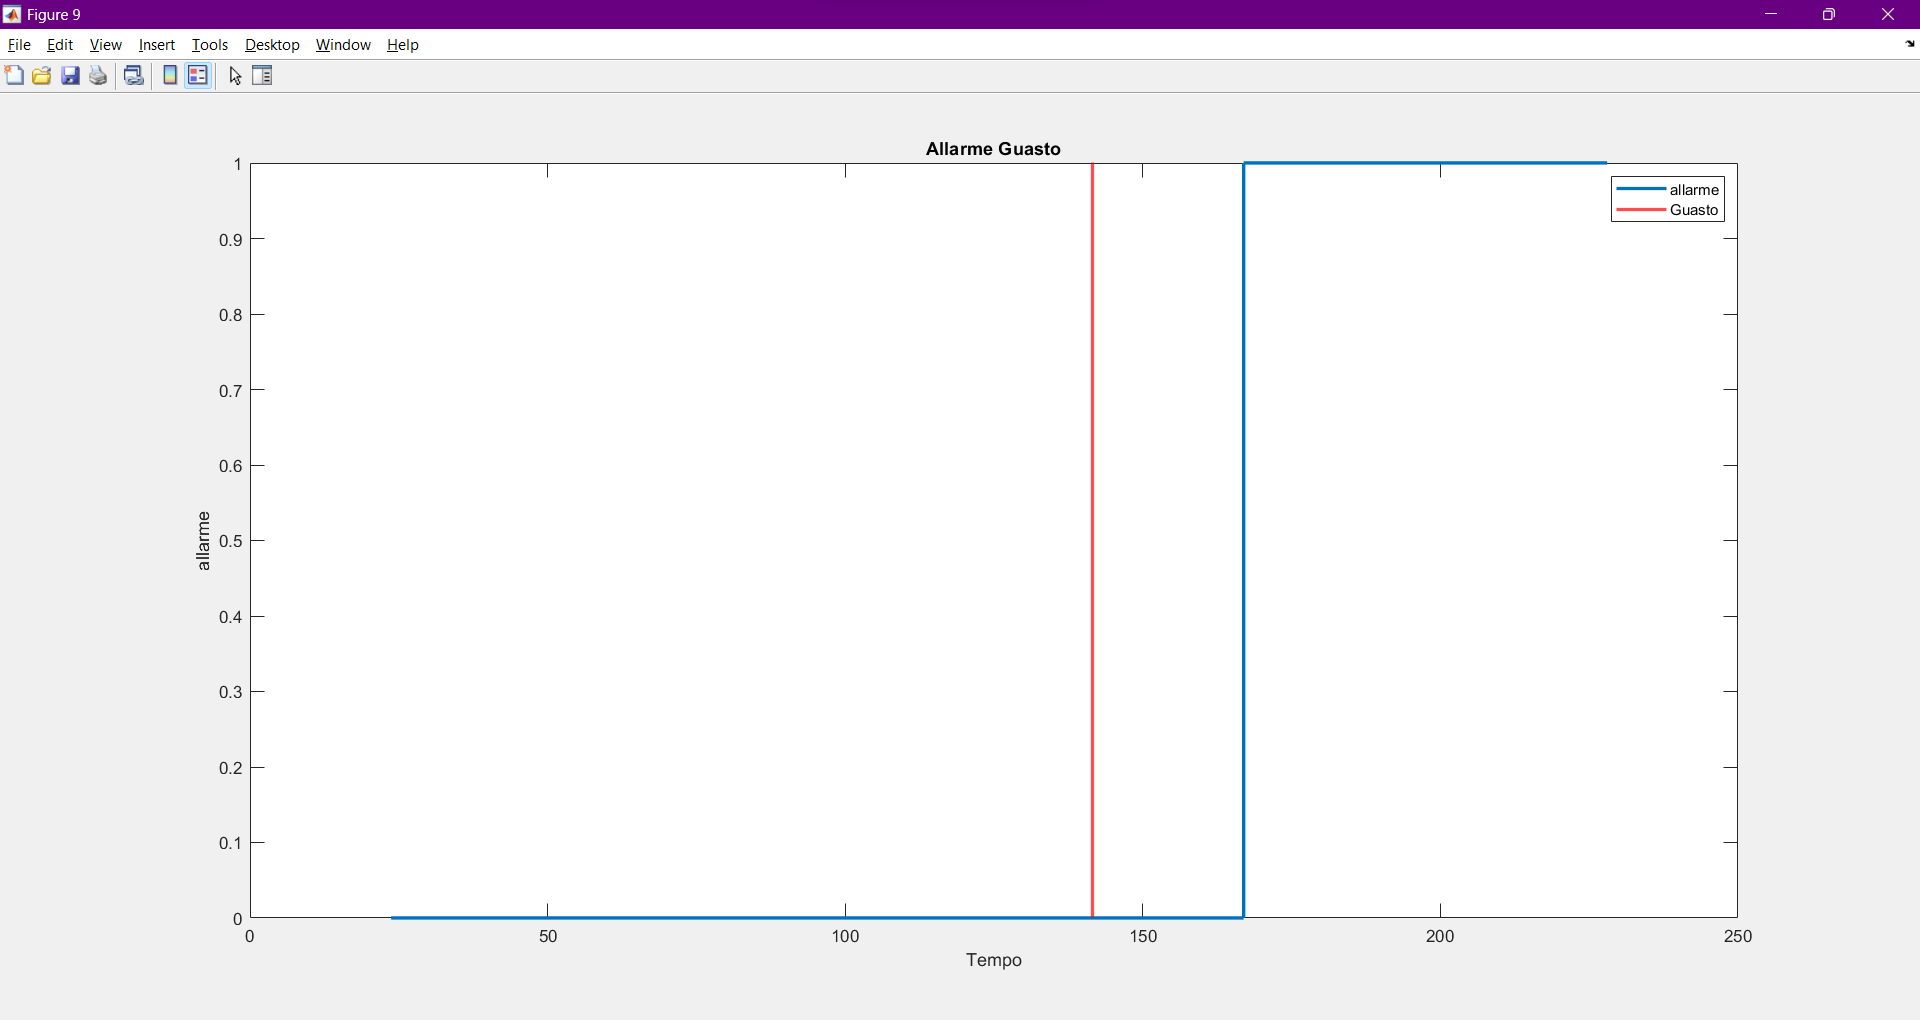 Figure 9
File Edit View Insert Tools Desktop Window Help
Allarme Guasto
1
0.9
0.8
0.7
0.6
0.5
0.4
0.3
0.2
0.1
0
allarme
allarme
Guasto
0 50 100 150 200 250
Tempo